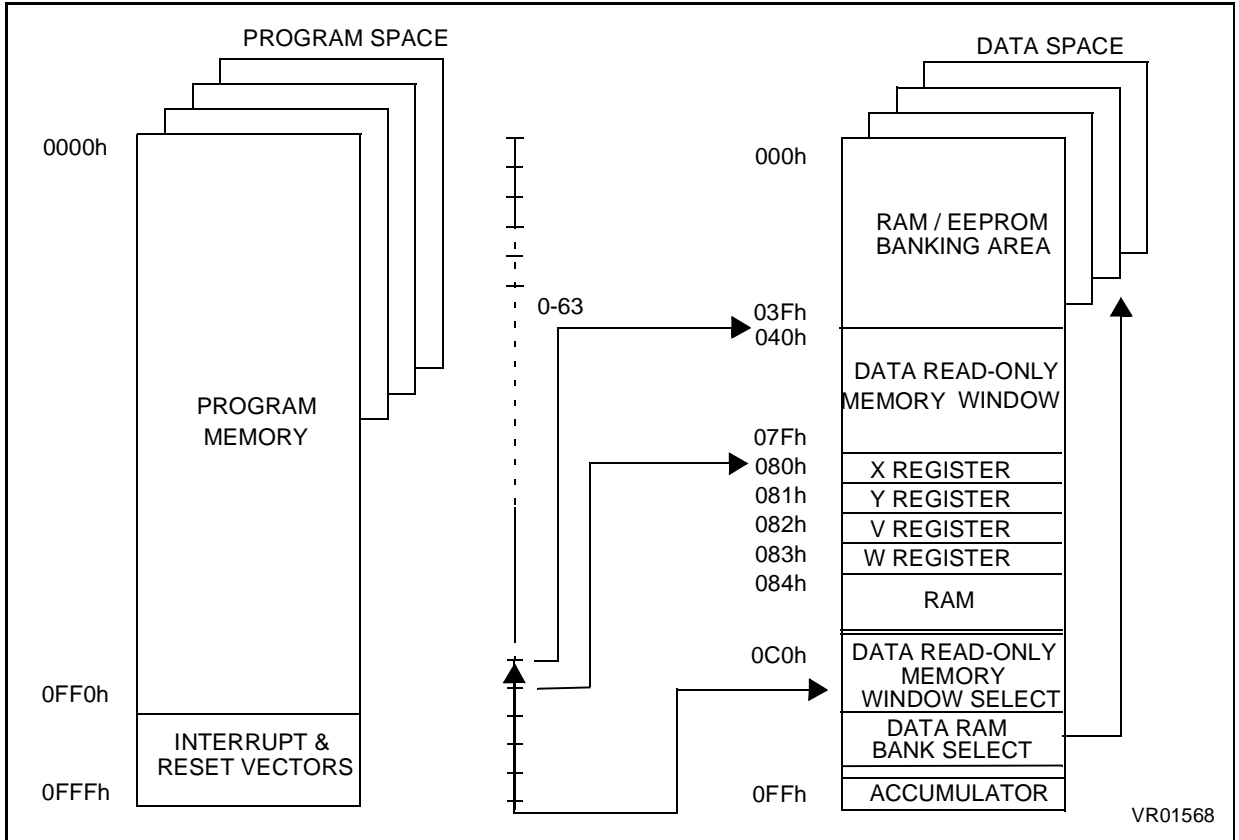 PROGRAM SPACE
0000h
PROGRAM
MEMORY
0FF0h
INTERRUPT &
RESET VECTORS
0FFFh
0-63
DATA SPACE
000h
RAM / EEPROM
BANKING AREA
03Fh
040h
DATA READ-ONLY
MEMORY WINDOW
07Fh
080h
X REGISTER
081h
Y REGISTER
082h
V REGISTER
083h
W REGISTER
084h
RAM
0C0h
DATA READ-ONLY
MEMORY
WINDOW SELECT
DATA RAM
BANK SELECT
0FFh
ACCUMULATOR
VR01568